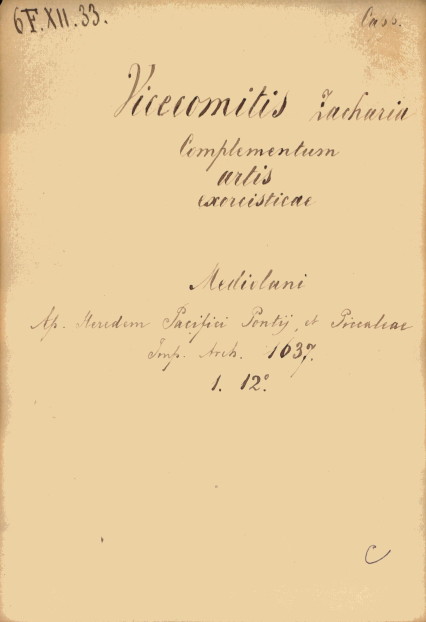 6F.XII.33.
Cass.
Vicecomitis Zacharia
Complementum
artis
exorcisticae
Mediolani
Ap. Heredem Pacifici Pontij, et Piccaleae
Imp. Arch. 1637.
1. 12°.
C